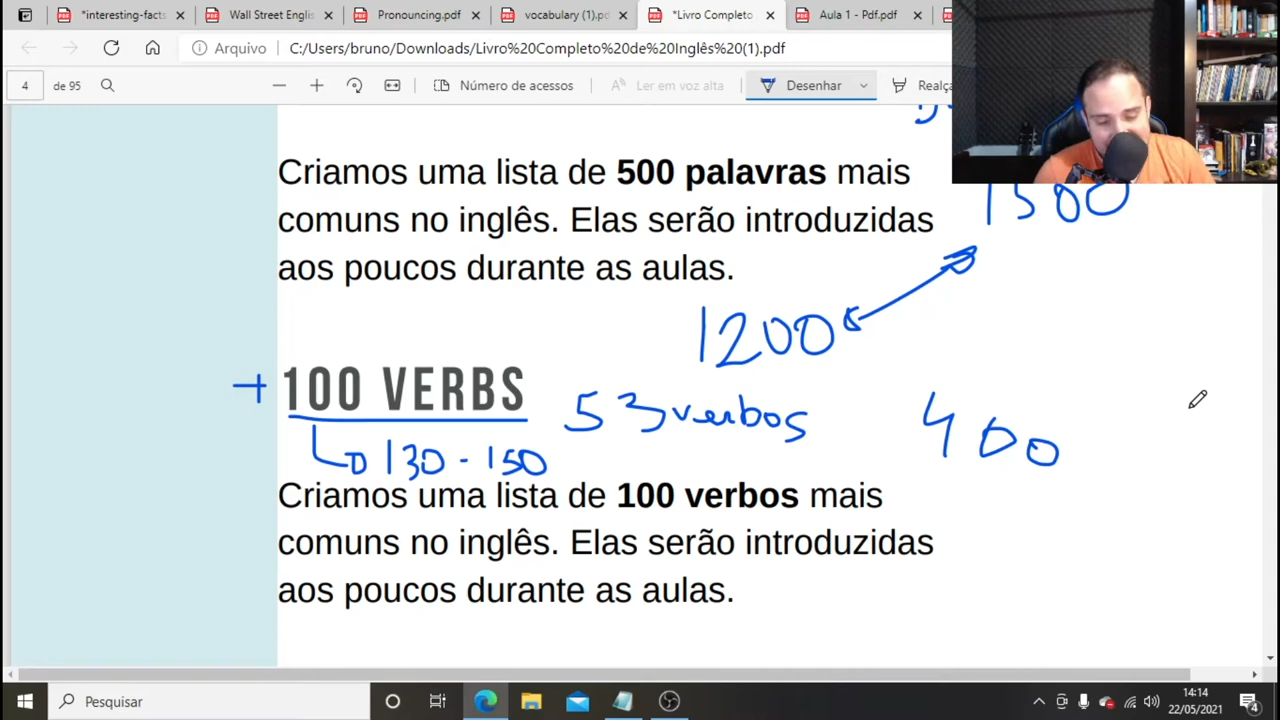 *interesting-facts
Wall Street Englis
Pronouncing.pdf
vocabulary (1).pd
*Livro Completo
Aula 1 - Pdf.pdf
Arquivo
C:/Users/bruno/Downloads/Livro%20Completo%20de%20Inglês%20(1).pdf
4 de 95
Número de acessos
Ler em voz alta
Desenhar
Realça
Criamos uma lista de 500 palavras mais
comuns no inglês. Elas serão introduzidas
aos poucos durante as aulas.
1500
1200
+ 100 VERBS
53 verbos
400
130 - 150
Criamos uma lista de 100 verbos mais
comuns no inglês. Elas serão introduzidas
aos poucos durante as aulas.
Pesquisar
14:14
22/05/2021
4